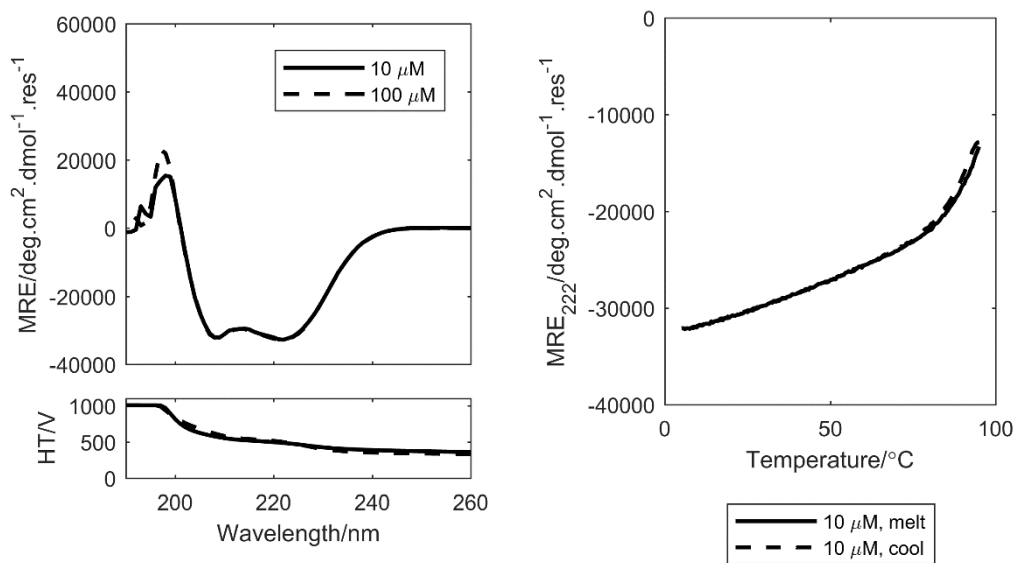 60000
40000
20000
0
-20000
-40000
MRE/deg.cm².dmol⁻¹.res⁻¹
10 μM
100 μM
1000
500
0
HT/V
200
220
240
260
Wavelength/nm
0
-10000
-20000
-30000
-40000
MRE₂₂₂/deg.cm².dmol⁻¹.res⁻¹
0
50
100
Temperature/°C
10 μM, melt
10 μM, cool